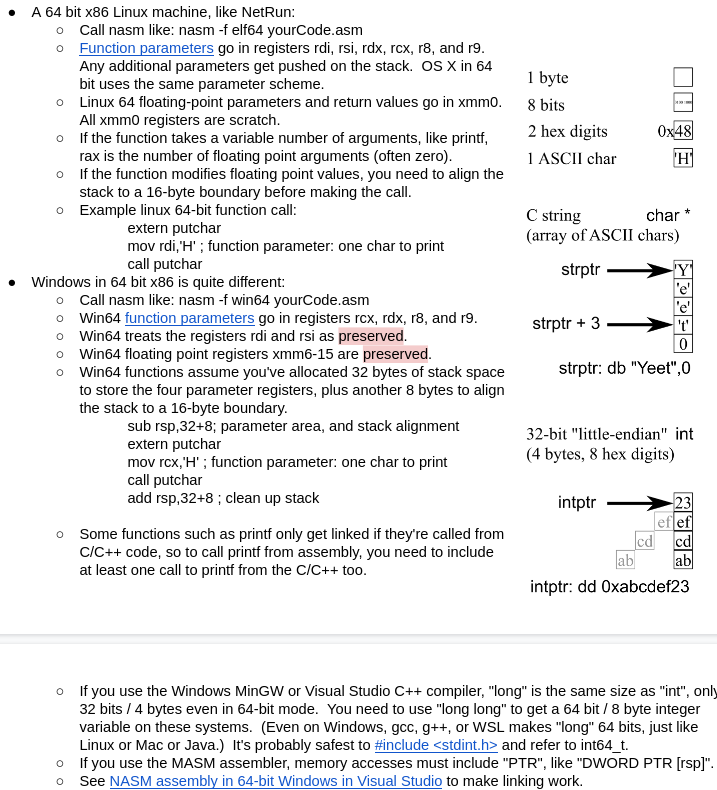 ● A 64 bit x86 Linux machine, like NetRun:
○ Call nasm like: nasm -f elf64 yourCode.asm
○ Function parameters go in registers rdi, rsi, rdx, rcx, r8, and r9.
Any additional parameters get pushed on the stack.  OS X in 64
bit uses the same parameter scheme.
○ Linux 64 floating-point parameters and return values go in xmm0.
All xmm0 registers are scratch.
○ If the function takes a variable number of arguments, like printf,
rax is the number of floating point arguments (often zero).
○ If the function modifies floating point values, you need to align the
stack to a 16-byte boundary before making the call.
○ Example linux 64-bit function call:
extern putchar
mov rdi,'H' ; function parameter: one char to print
call putchar
● Windows in 64 bit x86 is quite different:
○ Call nasm like: nasm -f win64 yourCode.asm
○ Win64 function parameters go in registers rcx, rdx, r8, and r9.
○ Win64 treats the registers rdi and rsi as preserved.
○ Win64 floating point registers xmm6-15 are preserved.
○ Win64 functions assume you've allocated 32 bytes of stack space
to store the four parameter registers, plus another 8 bytes to align
the stack to a 16-byte boundary.
sub rsp,32+8; parameter area, and stack alignment
extern putchar
mov rcx,'H' ; function parameter: one char to print
call putchar
add rsp,32+8 ; clean up stack
○ Some functions such as printf only get linked if they're called from
C/C++ code, so to call printf from assembly, you need to include
at least one call to printf from the C/C++ too.
1 byte
8 bits
2 hex digits 0x48
1 ASCII char 'H'
C string char *
(array of ASCII chars)
strptr 'Y'
'e'
'e'
strptr + 3 't'
0
strptr: db "Yeet",0
32-bit "little-endian" int
(4 bytes, 8 hex digits)
intptr 23
ef ef
cd cd
ab ab
intptr: dd 0xabcdef23
○ If you use the Windows MinGW or Visual Studio C++ compiler, "long" is the same size as "int", only
32 bits / 4 bytes even in 64-bit mode.  You need to use "long long" to get a 64 bit / 8 byte integer
variable on these systems.  (Even on Windows, gcc, g++, or WSL makes "long" 64 bits, just like
Linux or Mac or Java.)  It's probably safest to #include <stdint.h> and refer to int64_t.
○ If you use the MASM assembler, memory accesses must include "PTR", like "DWORD PTR [rsp]".
○ See NASM assembly in 64-bit Windows in Visual Studio to make linking work.